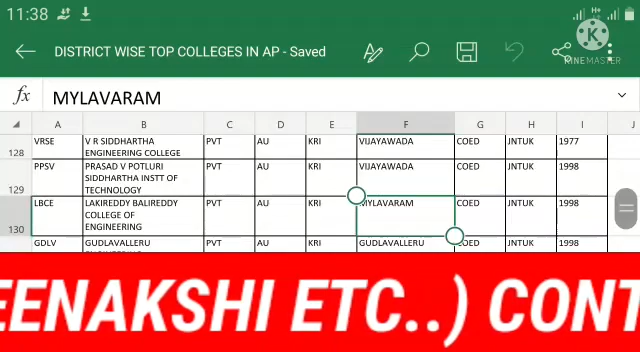 11:38
DISTRICT WISE TOP COLLEGES IN AP - Saved
KINEMASTER
fx MYLAVARAM
A B C D E F G H I J
128 VRSE V R SIDDHARTHA ENGINEERING COLLEGE PVT AU KRI VIJAYAWADA COED JNTUK 1977
129 PPSV PRASAD V POTLURI SIDDHARTHA INSTT OF TECHNOLOGY PVT AU KRI VIJAYAWADA COED JNTUK 1998
130 LBCE LAKIREDDY BALIREDDY COLLEGE OF ENGINEERING PVT AU KRI MYLAVARAM COED JNTUK 1998
GDLV GUDLAVALLERU PVT AU KRI GUDLAVALLERU COED JNTUK 1998
EENAKSHI ETC..) CONT